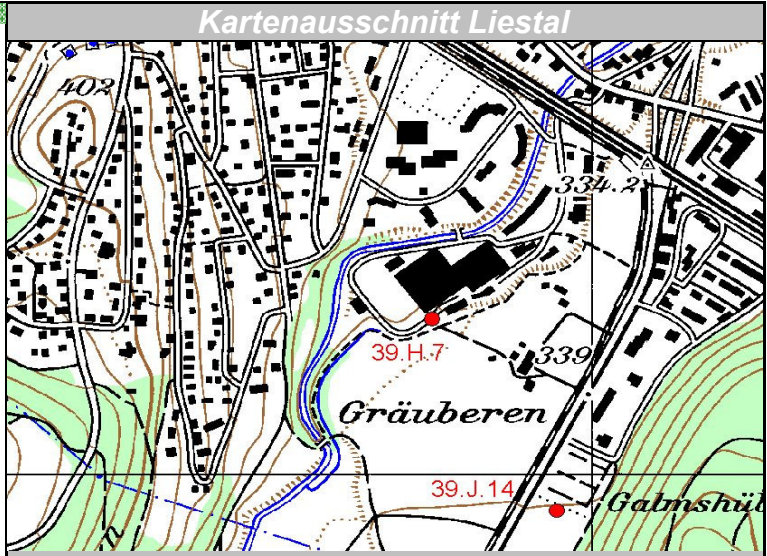 Kartenausschnitt Liestal
402
334.2
39.H.7
339
Gräuberen
39.J.14
Galmshül